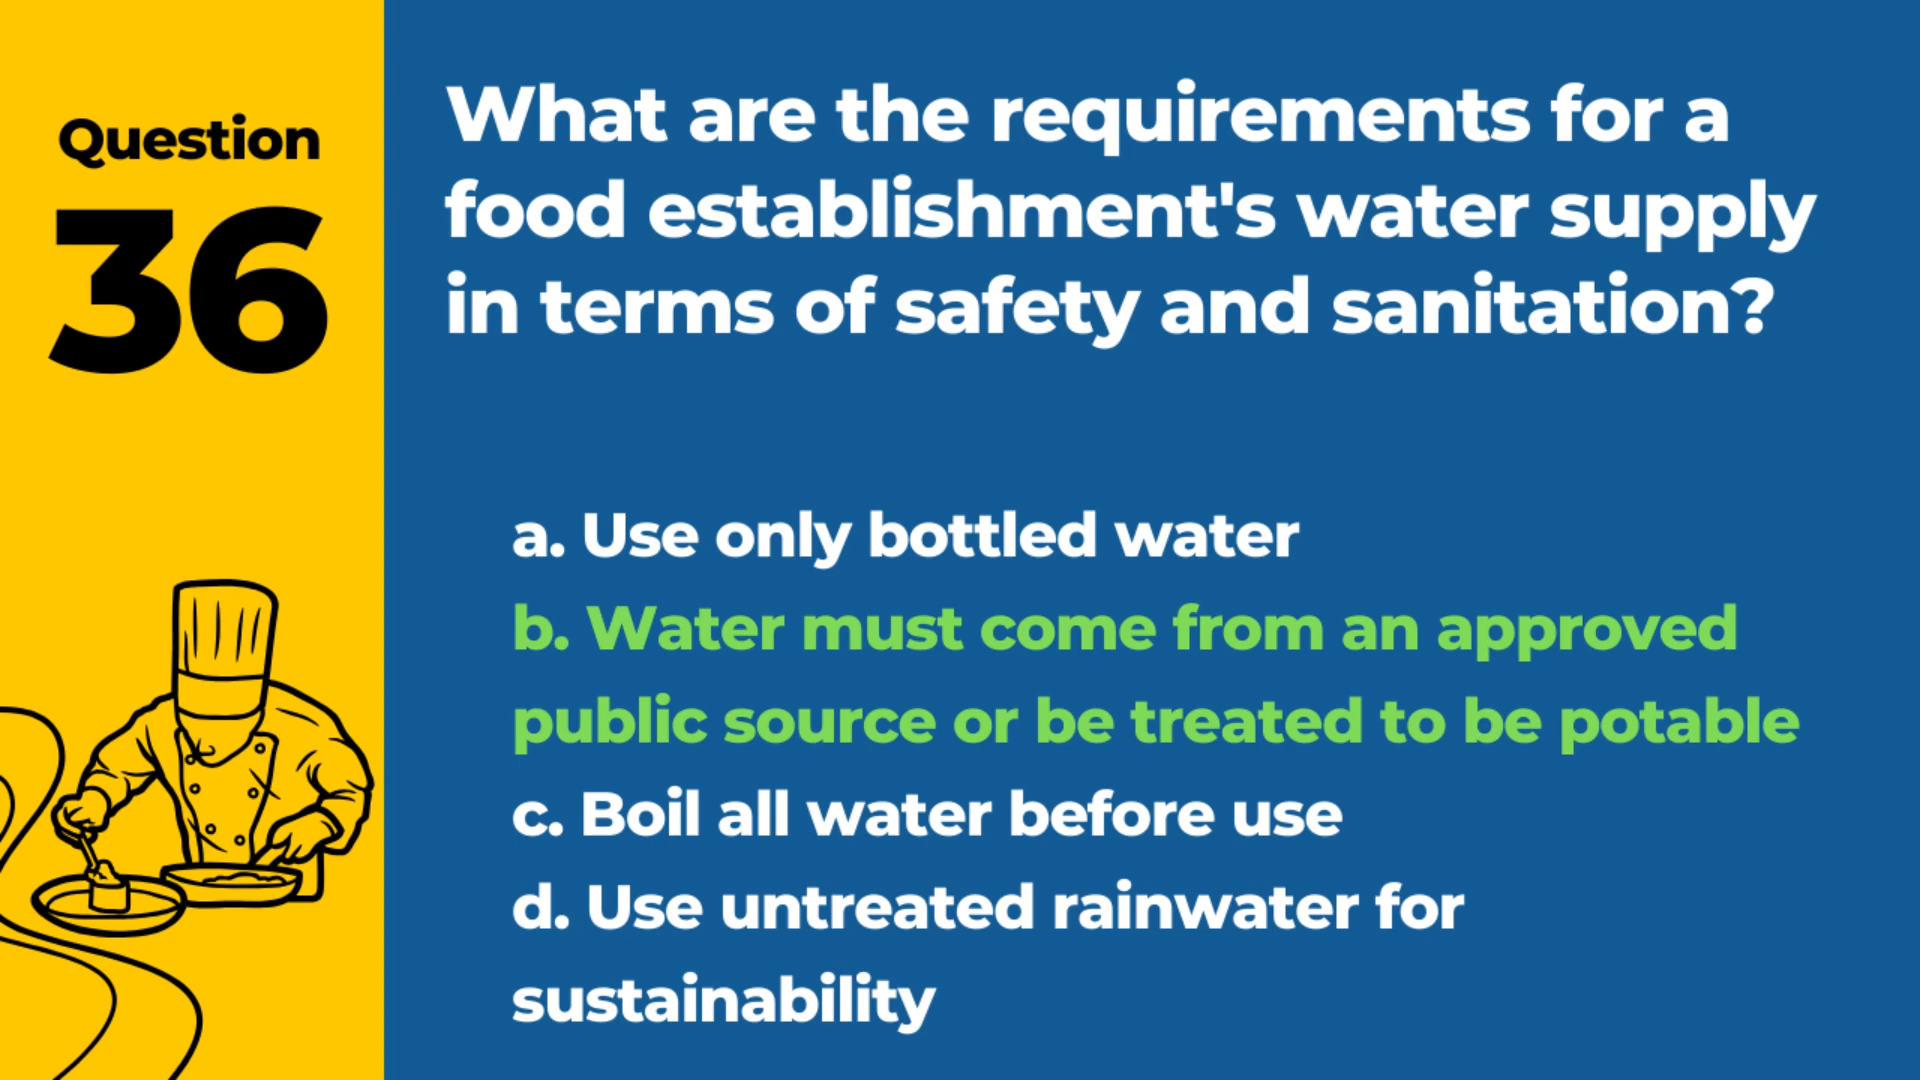 Question
36
What are the requirements for a
food establishment's water supply
in terms of safety and sanitation?
a. Use only bottled water
b. Water must come from an approved
public source or be treated to be potable
c. Boil all water before use
d. Use untreated rainwater for
sustainability